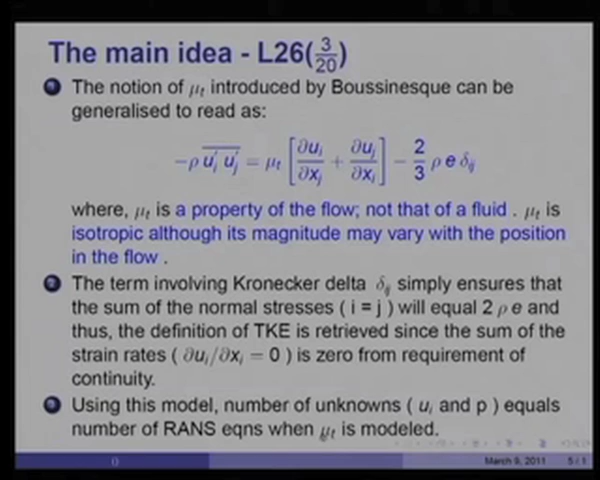 The main idea - L26(3/20)
1 The notion of μt introduced by Boussinesque can be
generalised to read as:
−ρ \overline{u′i u′j} = μt [∂ui/∂xj + ∂uj/∂xi] − 2/3 ρ e δij
where, μt is a property of the flow; not that of a fluid . μt is
isotropic although its magnitude may vary with the position
in the flow .
2 The term involving Kronecker delta δij simply ensures that
the sum of the normal stresses ( i = j ) will equal 2 ρ e and
thus, the definition of TKE is retrieved since the sum of the
strain rates ( ∂ui/∂xi = 0 ) is zero from requirement of
continuity.
3 Using this model, number of unknowns ( ui and p ) equals
number of RANS eqns when μt is modeled.
() March 9, 2011 5 / 1